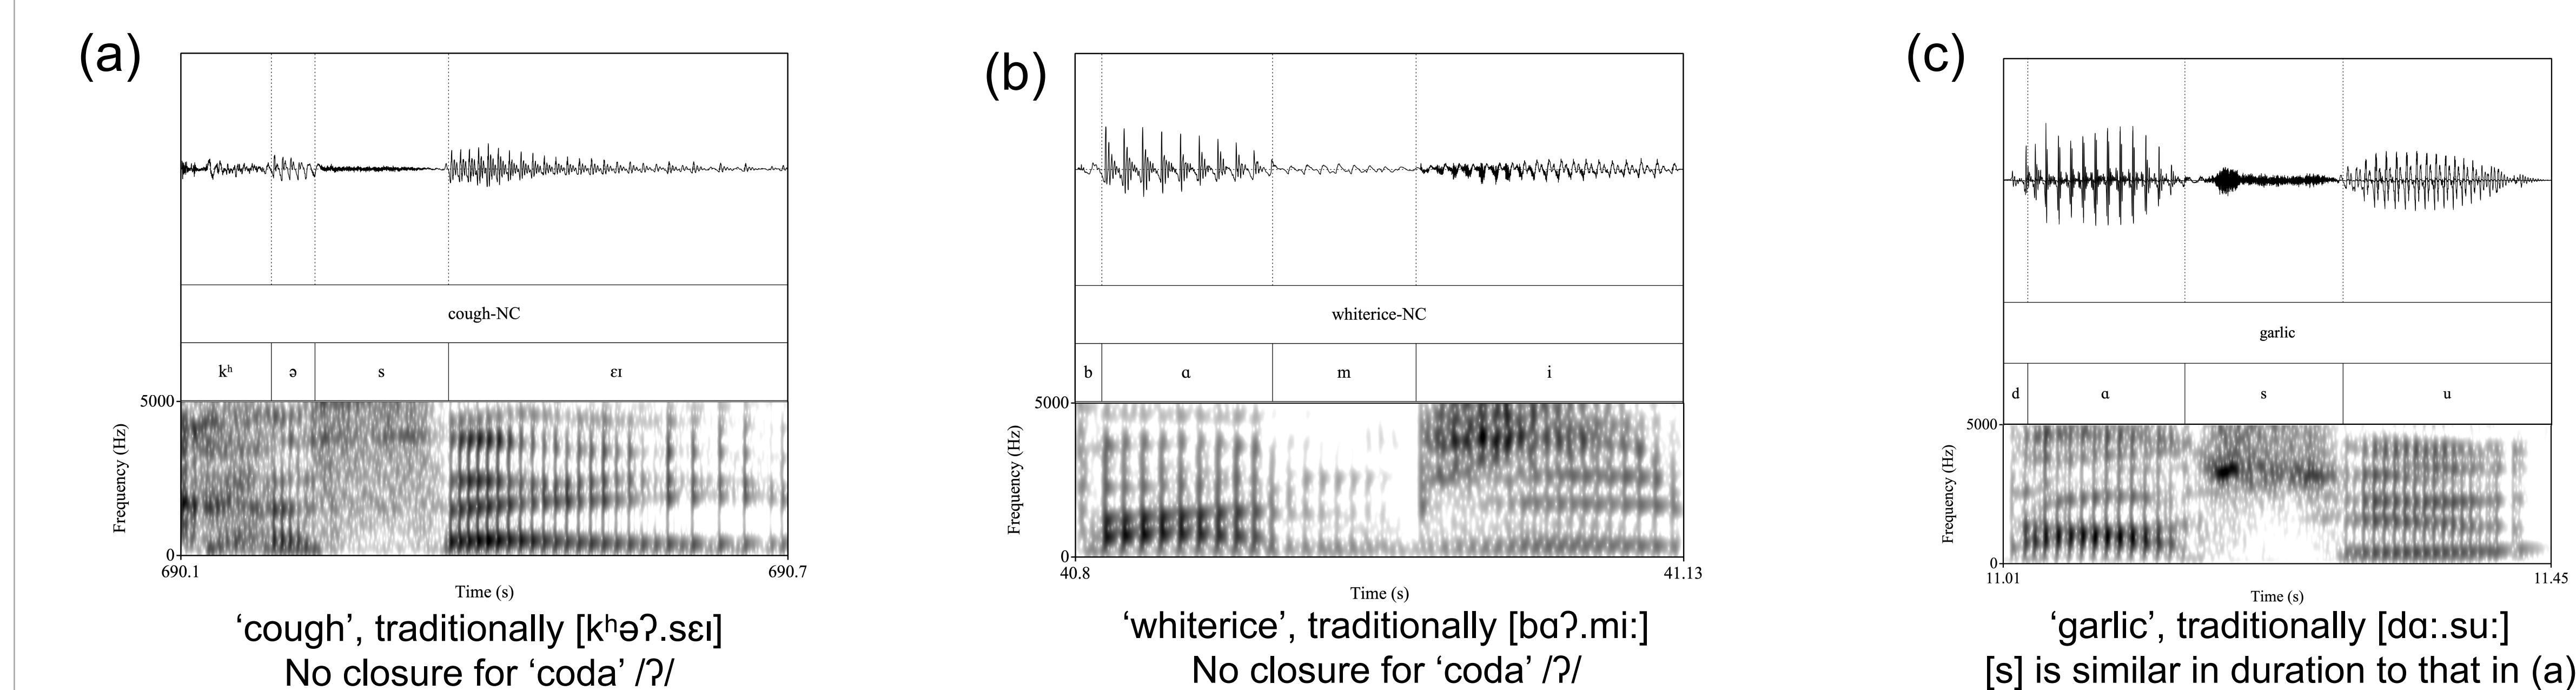 (a)
cough-NC
kʰ ə s ɛɪ
5000
Frequency (Hz)
0
690.1 690.7
Time (s)
‘cough’, traditionally [kʰəʔ.sɛɪ]
No closure for ‘coda’ /ʔ/
(b)
whiterice-NC
b ɑ m i
5000
Frequency (Hz)
0
40.8 41.13
Time (s)
‘whiterice’, traditionally [bɑʔ.mi:]
No closure for ‘coda’ /ʔ/
(c)
garlic
d ɑ s u
5000
Frequency (Hz)
0
11.01 11.45
Time (s)
‘garlic’, traditionally [dɑ:.su:]
[s] is similar in duration to that in (a)